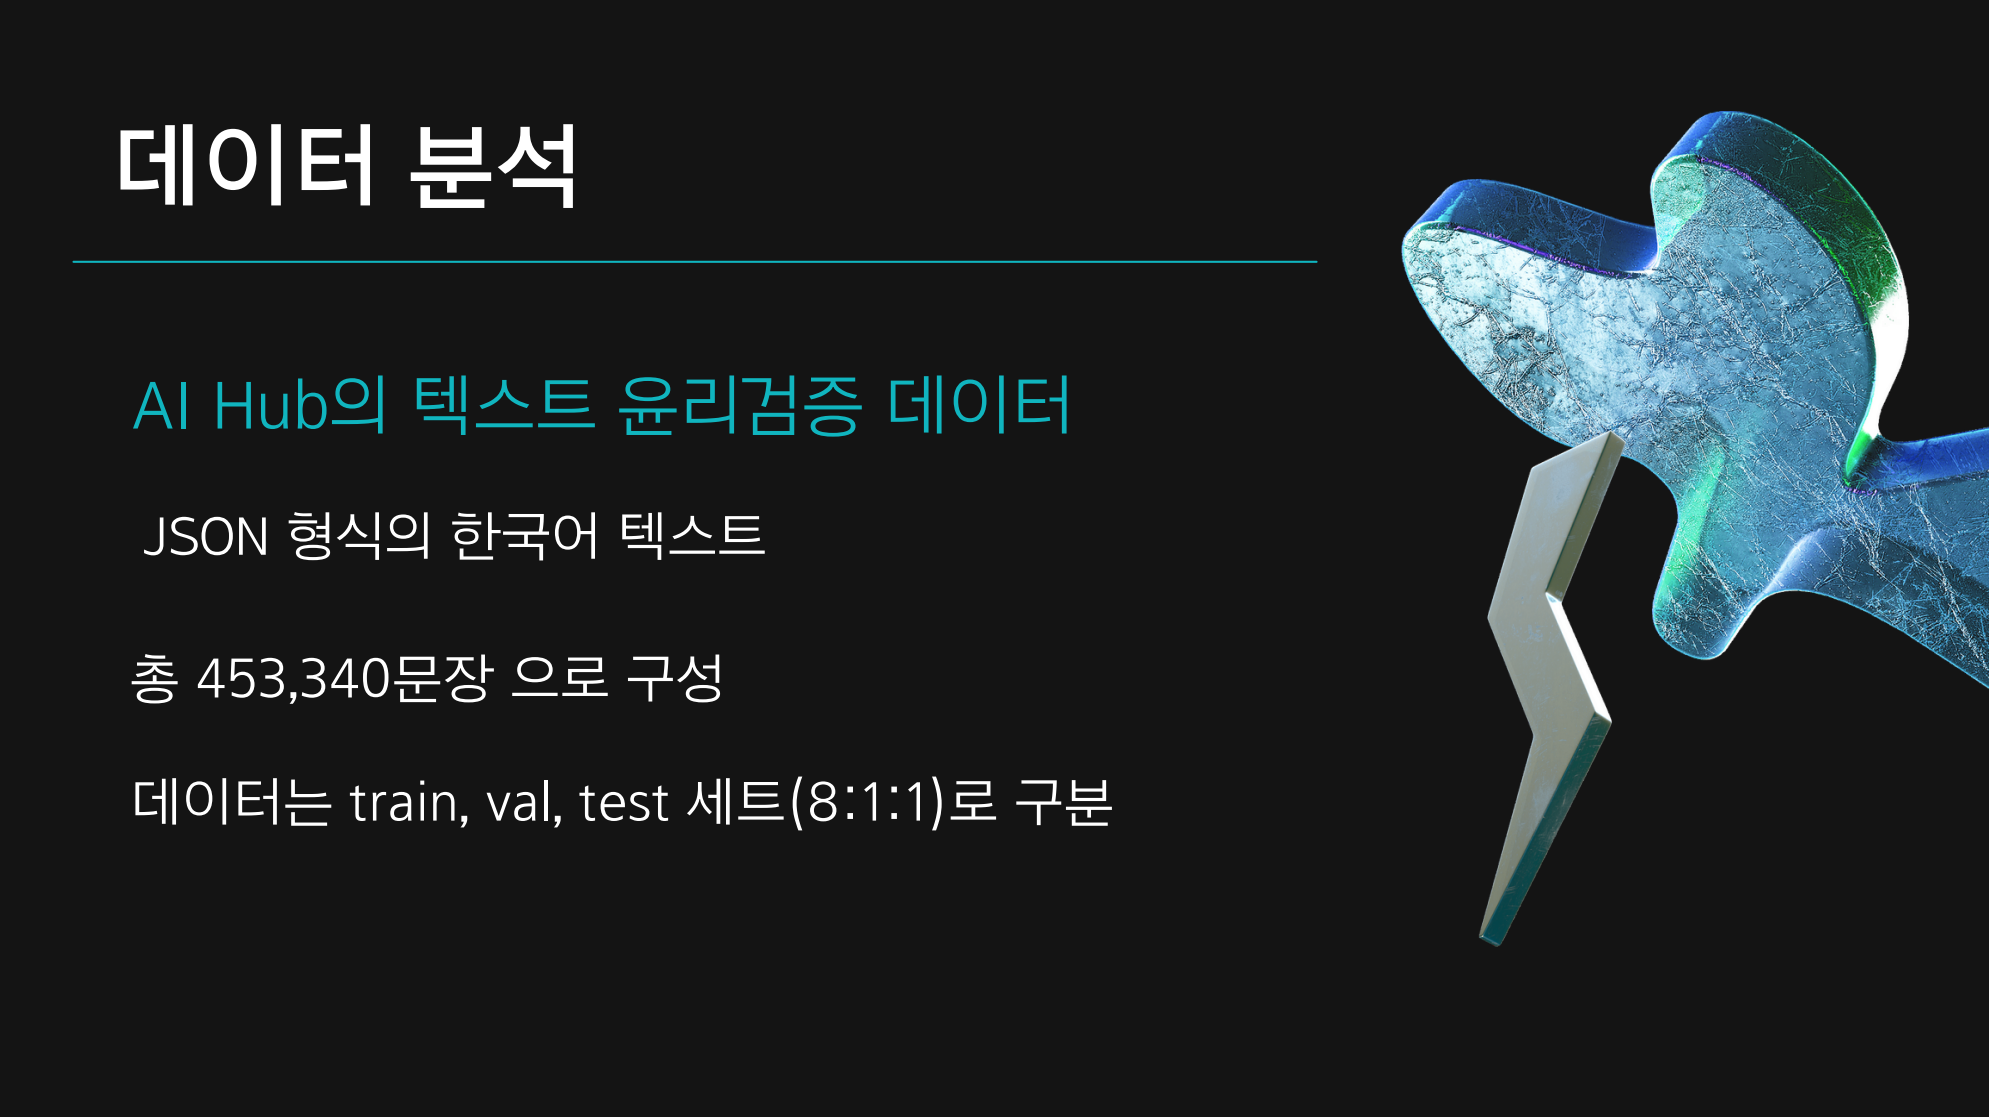 데이터 분석
AI Hub의 텍스트 윤리검증 데이터
JSON 형식의 한국어 텍스트
총 453,340문장 으로 구성
데이터는 train, val, test 세트(8:1:1)로 구분